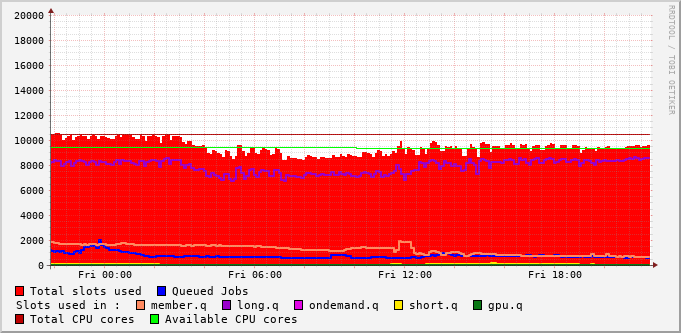 20000
18000
16000
14000
12000
10000
8000
6000
4000
2000
0
Fri 00:00 Fri 06:00 Fri 12:00 Fri 18:00
Total slots used Queued Jobs
Slots used in : member.q long.q ondemand.q short.q gpu.q
Total CPU cores Available CPU cores
RRDTOOL / TOBI OETIKER